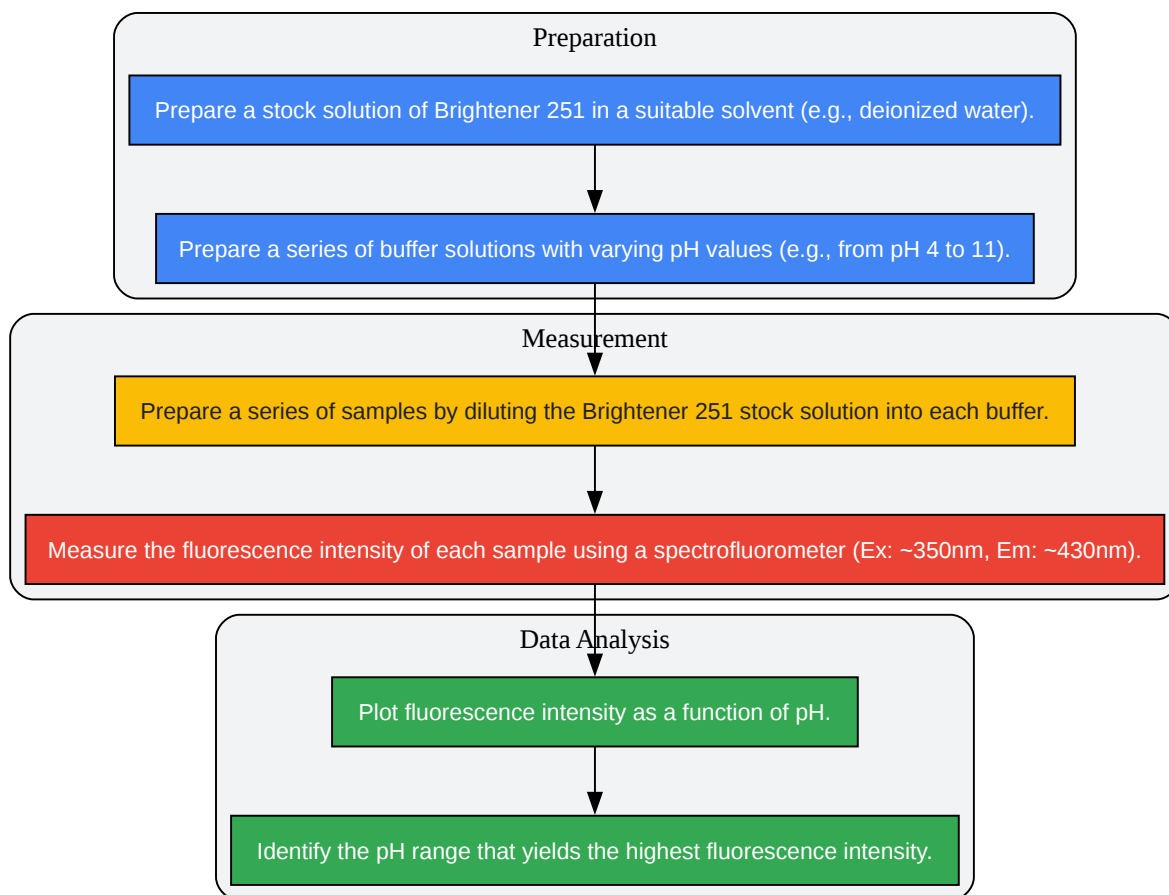 Preparation
Prepare a stock solution of Brightener 251 in a suitable solvent (e.g., deionized water).
Prepare a series of buffer solutions with varying pH values (e.g., from pH 4 to 11).
Measurement
Prepare a series of samples by diluting the Brightener 251 stock solution into each buffer.
Measure the fluorescence intensity of each sample using a spectrofluorometer (Ex: ~350nm, Em: ~430nm).
Data Analysis
Plot fluorescence intensity as a function of pH.
Identify the pH range that yields the highest fluorescence intensity.